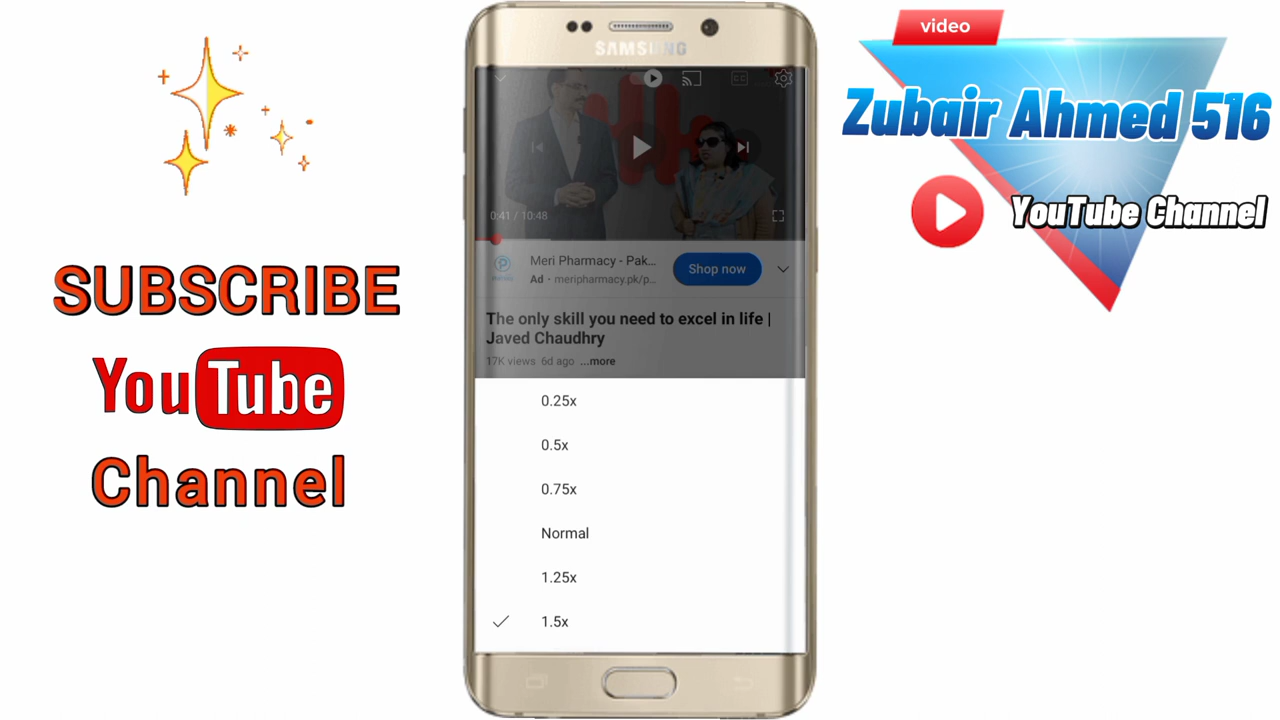 SUBSCRIBE
YouTube
Channel
SAMSUNG
CC
0:41 / 10:48
Meri Pharmacy - Pak...
Ad · meripharmacy.pk/p...
Shop now
The only skill you need to excel in life |
Javed Chaudhry
17K views 6d ago ...more
0.25x
0.5x
0.75x
Normal
1.25x
1.5x
video
Zubair Ahmed 516
YouTube Channel